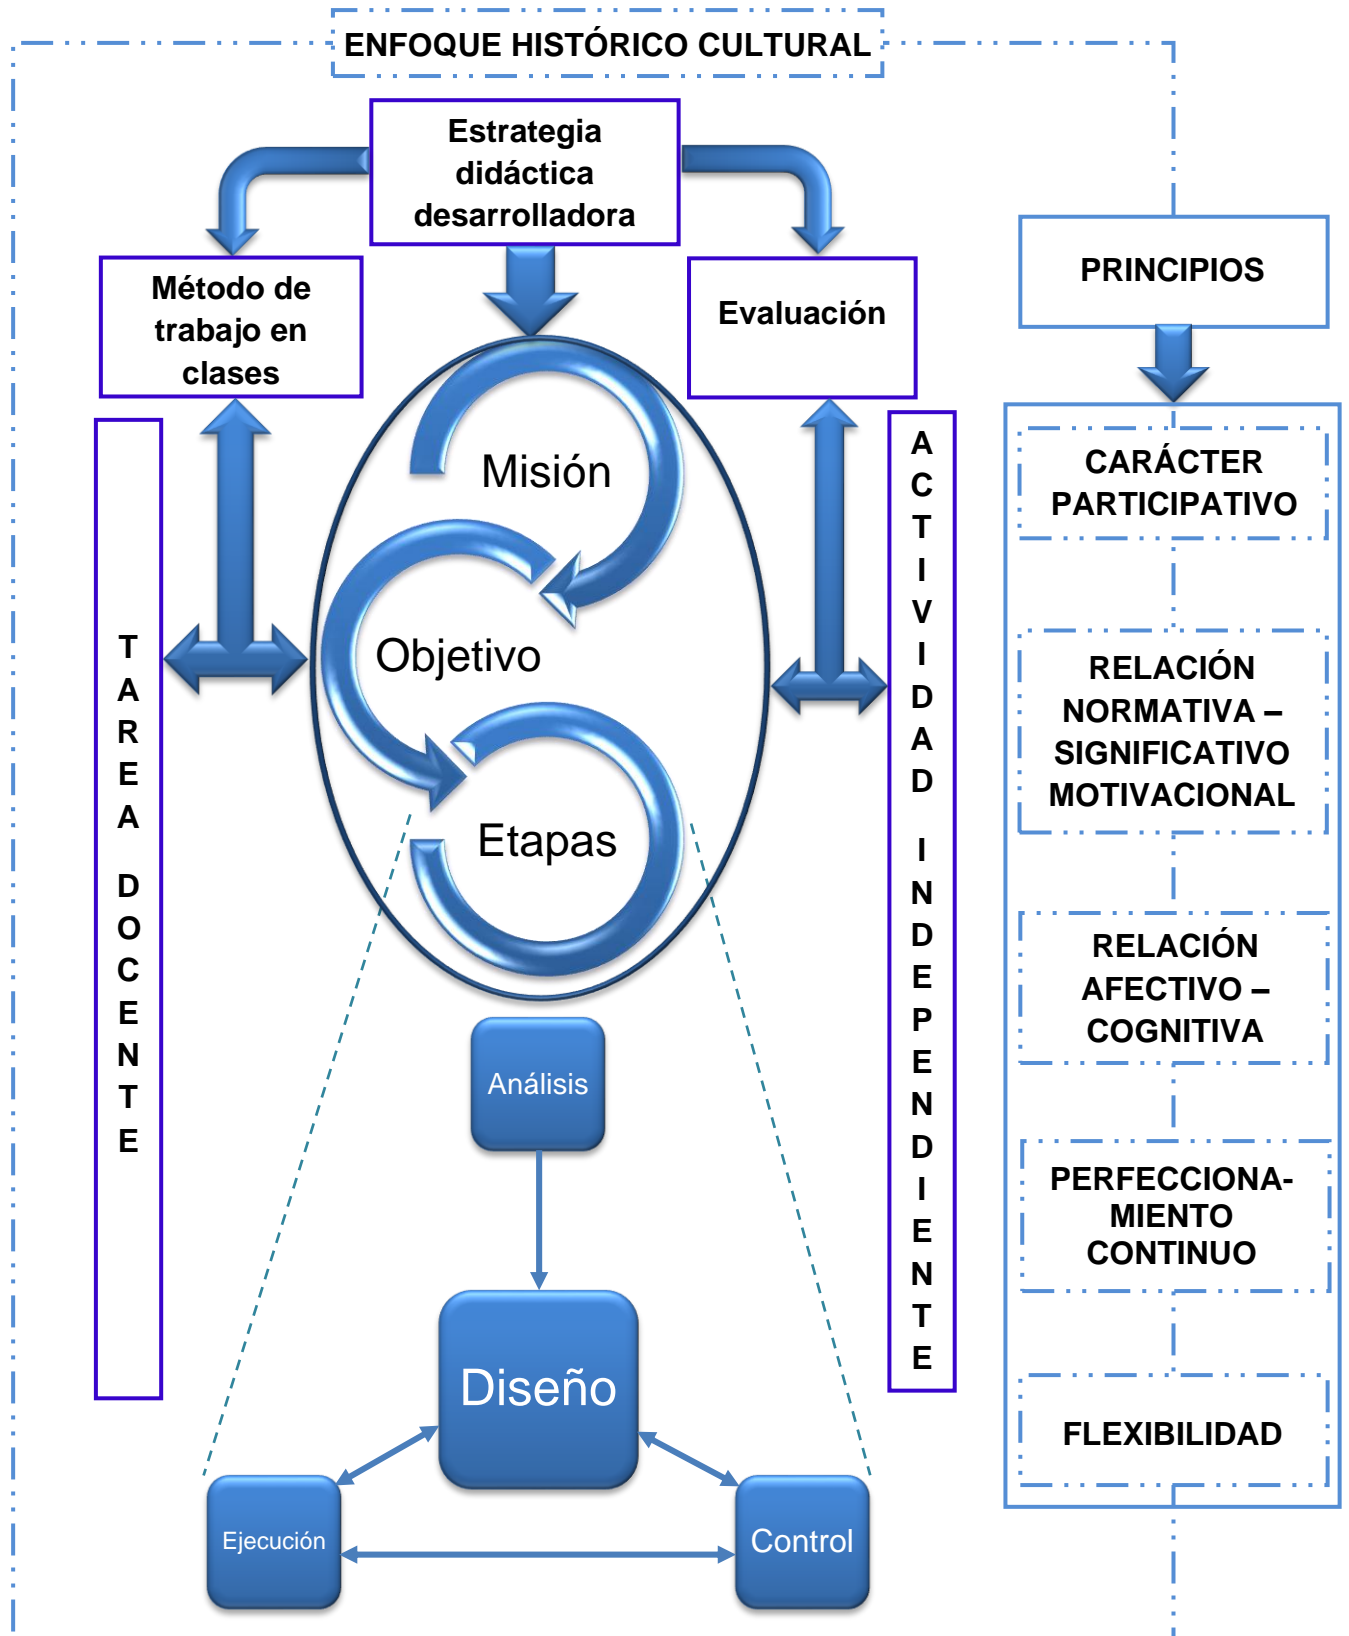 ENFOQUE HISTÓRICO CULTURAL
Estrategia
didáctica
desarrolladora
Método de
trabajo en
clases
Evaluación
PRINCIPIOS
Misión
Objetivo
Etapas
T
A
R
E
A
D
O
C
E
N
T
E
A
C
T
I
V
I
D
A
D
I
N
D
E
P
E
N
D
I
E
N
T
E
CARÁCTER
PARTICIPATIVO
RELACIÓN
NORMATIVA –
SIGNIFICATIVO
MOTIVACIONAL
RELACIÓN
AFECTIVO –
COGNITIVA
PERFECCIONA-
MIENTO
CONTINUO
FLEXIBILIDAD
Análisis
Diseño
Ejecución
Control